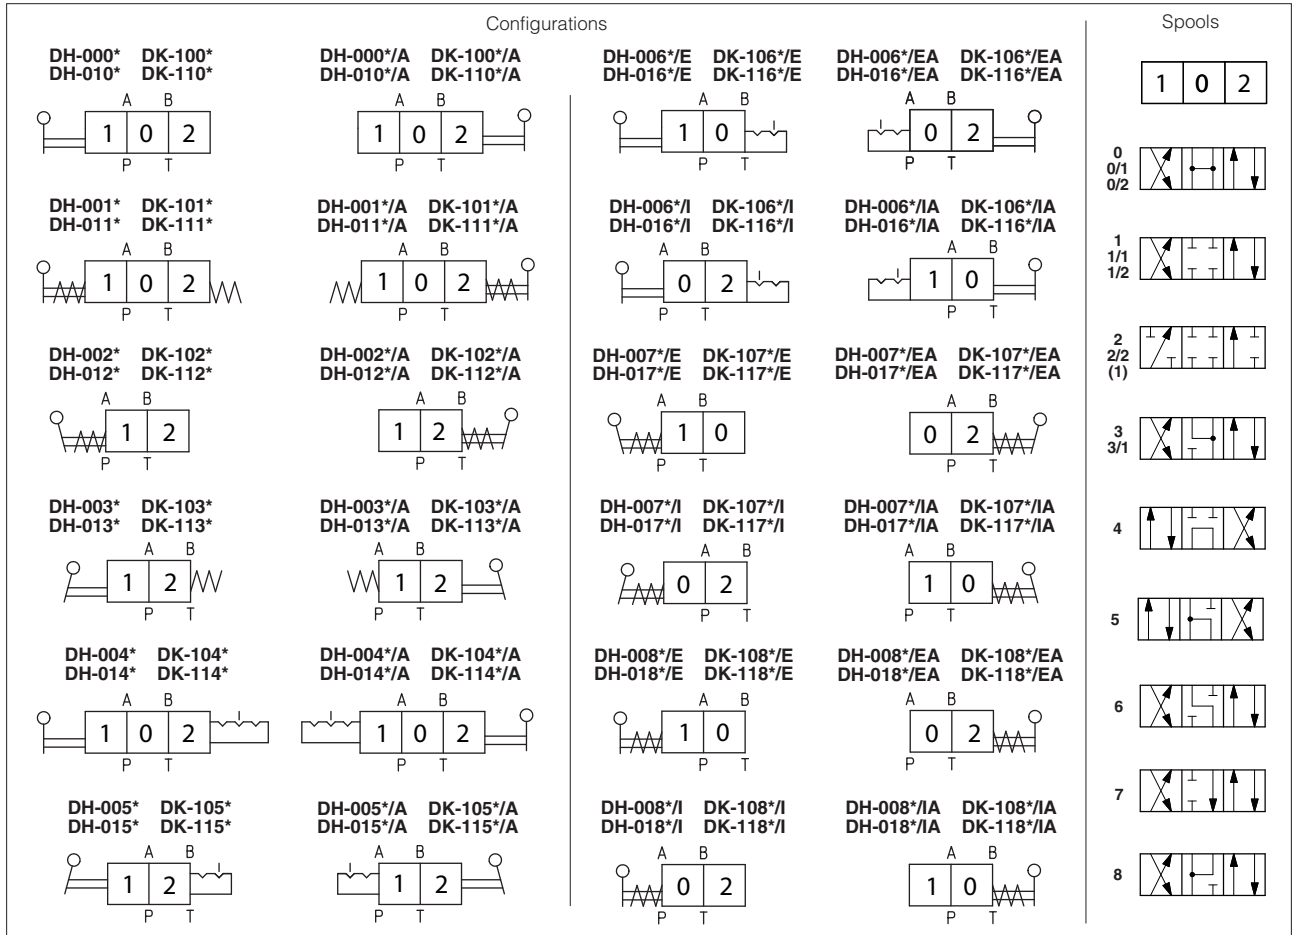 Configurations
Spools
DH-000* DK-100*
DH-010* DK-110*
A B
1 0 2
P T
DH-000*/A DK-100*/A
DH-010*/A DK-110*/A
A B
1 0 2
P T
DH-006*/E DK-106*/E
DH-016*/E DK-116*/E
A B
1 0
P T
DH-006*/EA DK-106*/EA
DH-016*/EA DK-116*/EA
A B
0 2
P T
DH-001* DK-101*
DH-011* DK-111*
A B
1 0 2
P T
DH-001*/A DK-101*/A
DH-011*/A DK-111*/A
A B
1 0 2
P T
DH-006*/I DK-106*/I
DH-016*/I DK-116*/I
A B
0 2
P T
DH-006*/IA DK-106*/IA
DH-016*/IA DK-116*/IA
A B
1 0
P T
DH-002* DK-102*
DH-012* DK-112*
A B
1 2
P T
DH-002*/A DK-102*/A
DH-012*/A DK-112*/A
A B
1 2
P T
DH-007*/E DK-107*/E
DH-017*/E DK-117*/E
A B
1 0
P T
DH-007*/EA DK-107*/EA
DH-017*/EA DK-117*/EA
A B
0 2
P T
DH-003* DK-103*
DH-013* DK-113*
A B
1 2
P T
DH-003*/A DK-103*/A
DH-013*/A DK-113*/A
A B
1 2
P T
DH-007*/I DK-107*/I
DH-017*/I DK-117*/I
A B
0 2
P T
DH-007*/IA DK-107*/IA
DH-017*/IA DK-117*/IA
A B
1 0
P T
DH-004* DK-104*
DH-014* DK-114*
A B
1 0 2
P T
DH-004*/A DK-104*/A
DH-014*/A DK-114*/A
A B
1 0 2
P T
DH-008*/E DK-108*/E
DH-018*/E DK-118*/E
A B
1 0
P T
DH-008*/EA DK-108*/EA
DH-018*/EA DK-118*/EA
A B
0 2
P T
DH-005* DK-105*
DH-015* DK-115*
A B
1 2
P T
DH-005*/A DK-105*/A
DH-015*/A DK-115*/A
A B
1 2
P T
DH-008*/I DK-108*/I
DH-018*/I DK-118*/I
A B
0 2
P T
DH-008*/IA DK-108*/IA
DH-018*/IA DK-118*/IA
A B
1 0
P T
1 0 2
0
0/1
0/2
1
1/1
1/2
2
2/2
(1)
3
3/1
4
5
6
7
8